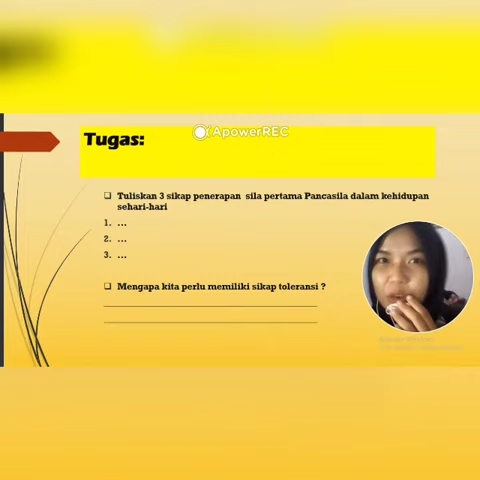 ApowerREC
Tugas:
Tuliskan 3 sikap penerapan sila pertama Pancasila dalam kehidupan
sehari-hari
1. ...
2. ...
3. ...
Mengapa kita perlu memiliki sikap toleransi ?